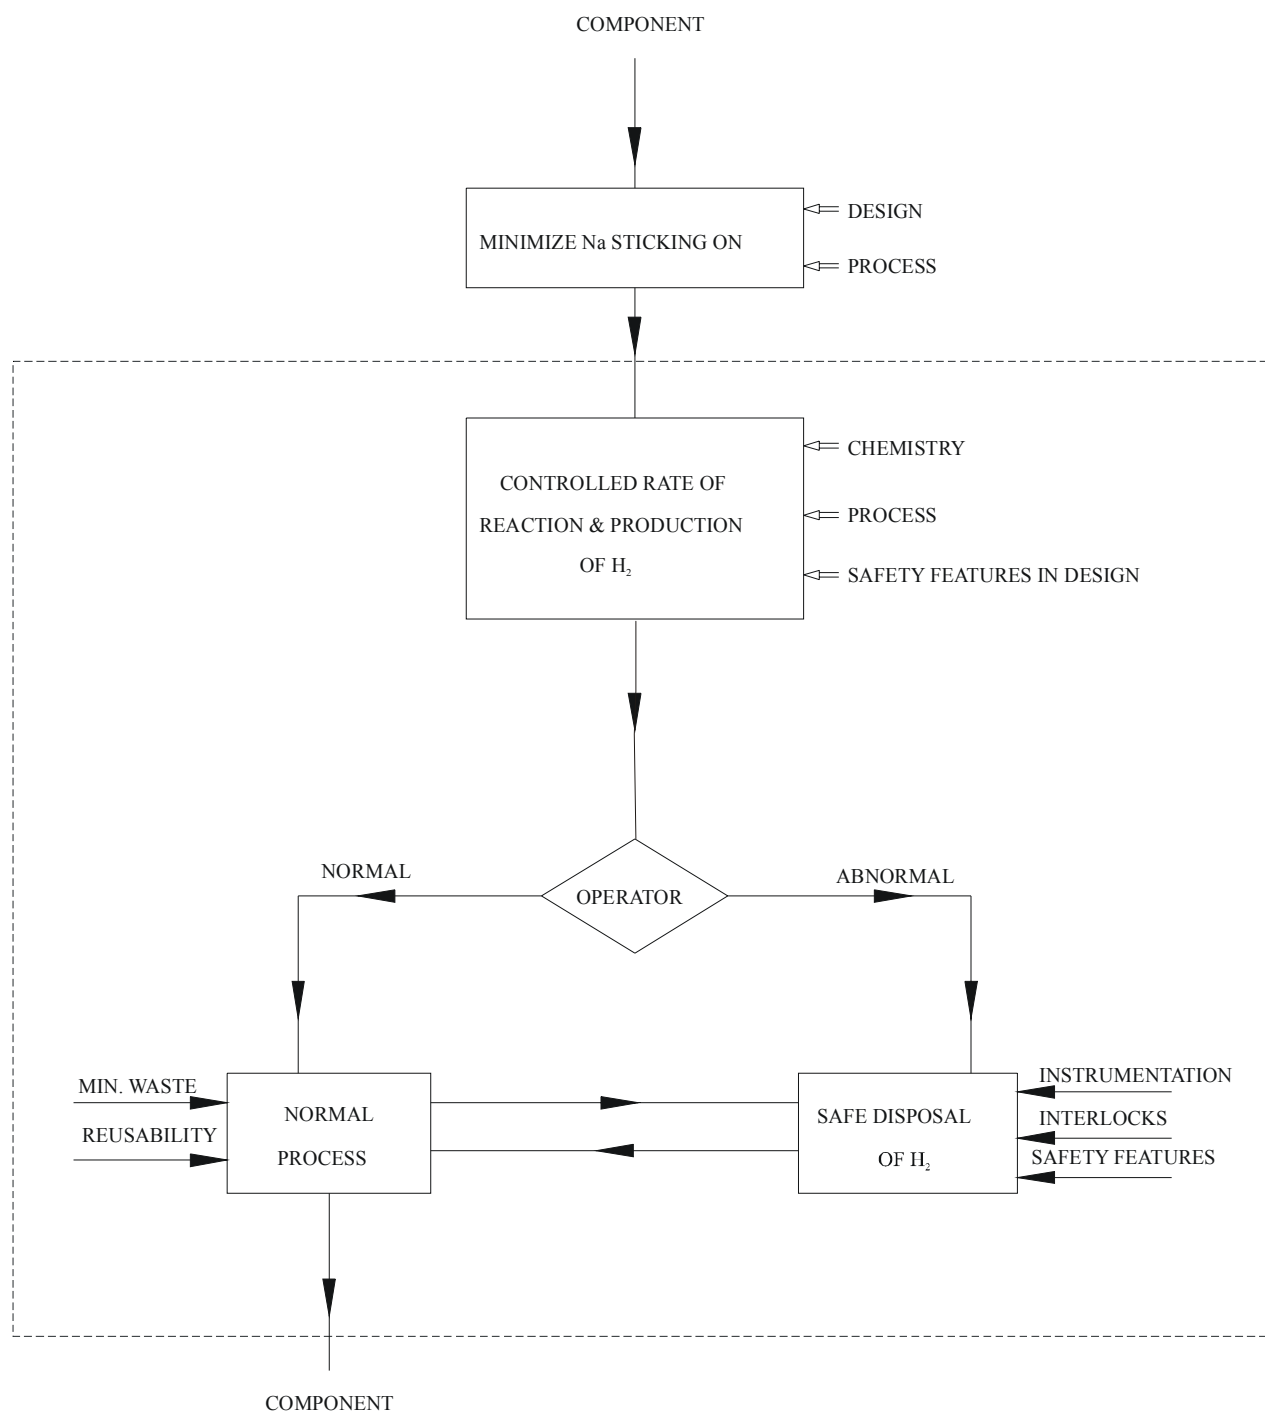 COMPONENT
DESIGN
MINIMIZE Na STICKING ON
PROCESS
CHEMISTRY
CONTROLLED RATE OF
REACTION & PRODUCTION
OF H₂
PROCESS
SAFETY FEATURES IN DESIGN
NORMAL
ABNORMAL
OPERATOR
MIN. WASTE
REUSABILITY
NORMAL
PROCESS
SAFE DISPOSAL
OF H₂
INSTRUMENTATION
INTERLOCKS
SAFETY FEATURES
COMPONENT